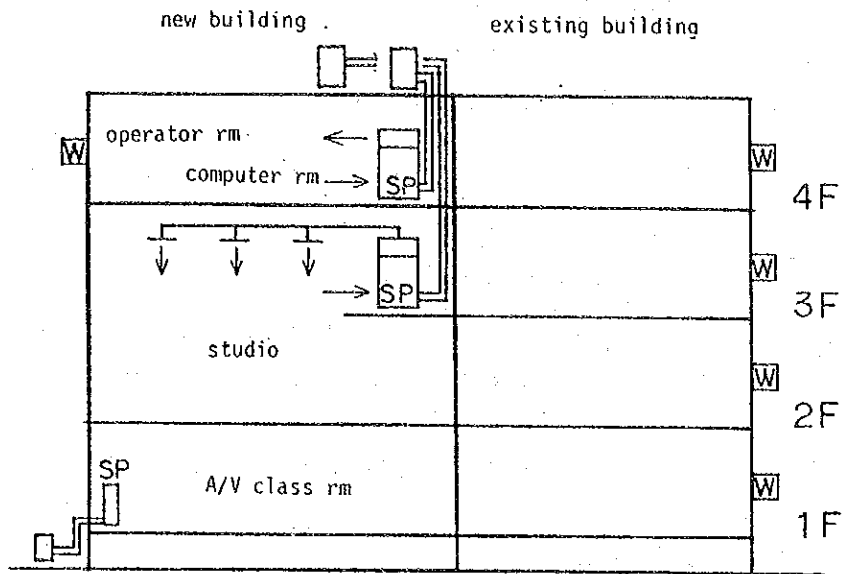 new building
existing building
W
operator rm
computer rm
SP
W
4F
SP
W
3F
studio
W
2F
SP
A/V class rm
W
1F